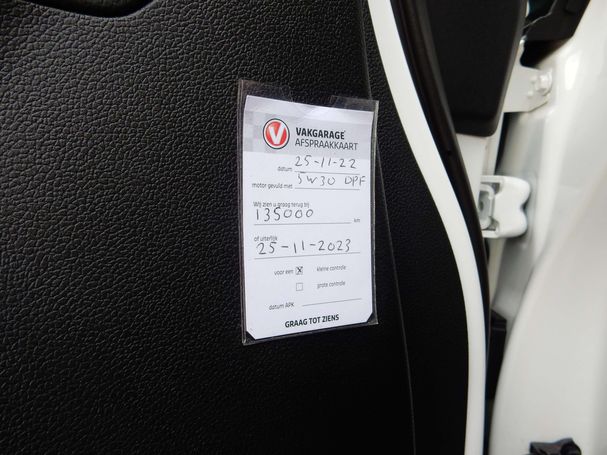 V VAKGARAGE
AFSPRAAKKAART
datum 25-11-22
motor gevuld met 5W30 DPF
Wij zien u graag terug bij
135000 km
of uiterlijk
25-11-2023
voor een x kleine controle
grote controle
datum APK
GRAAG TOT ZIENS